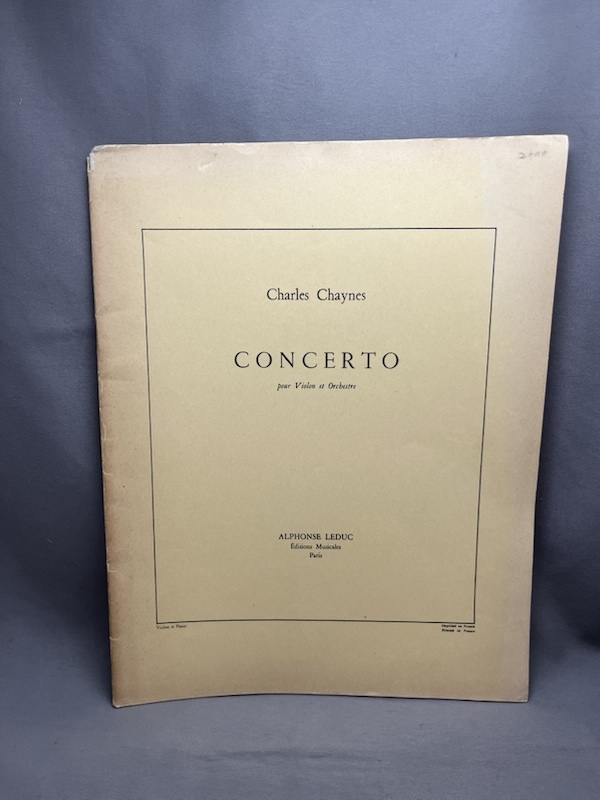 Charles Chaynes
CONCERTO
pour Violon et Orchestre
ALPHONSE LEDUC
Éditions Musicales
Paris
Violon et Piano
Imprimé en France
Printed in France